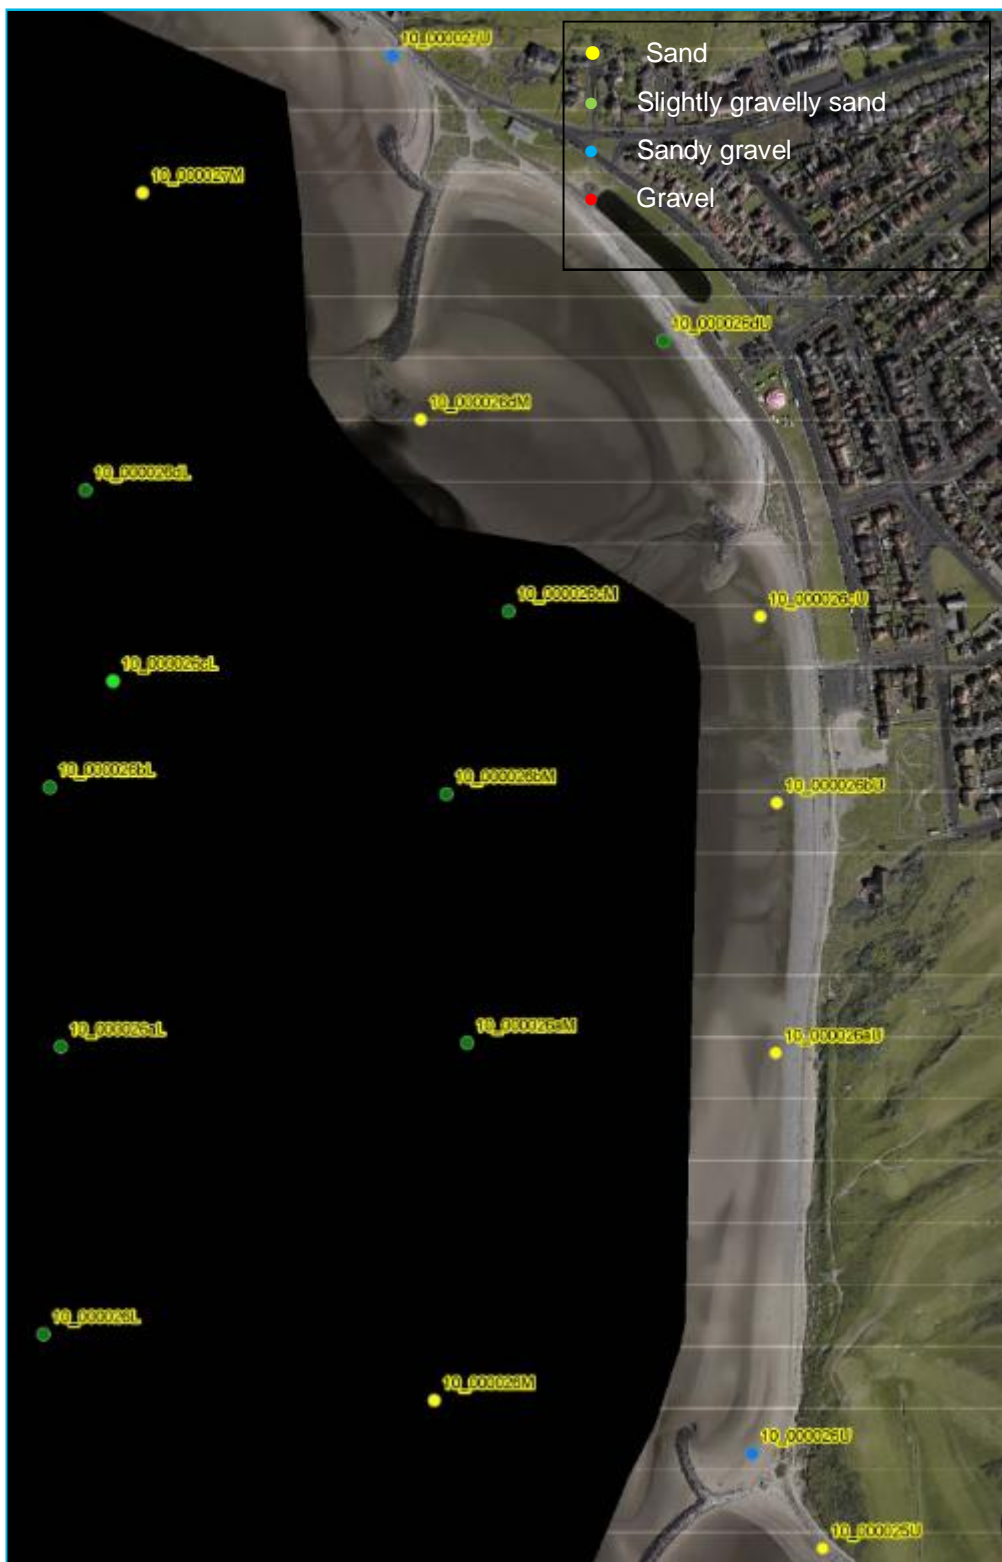 10_000027U
Sand
Slightly gravelly sand
Sandy gravel
Gravel
10_000027M
10_000026dU
10_000026dM
10_000026dL
10_000026cM
10_000026cU
10_000026cL
10_000026bL
10_000026bM
10_000026bU
10_000026aL
10_000026aM
10_000026aU
10_000026L
10_000026M
10_000026U
10_000025U